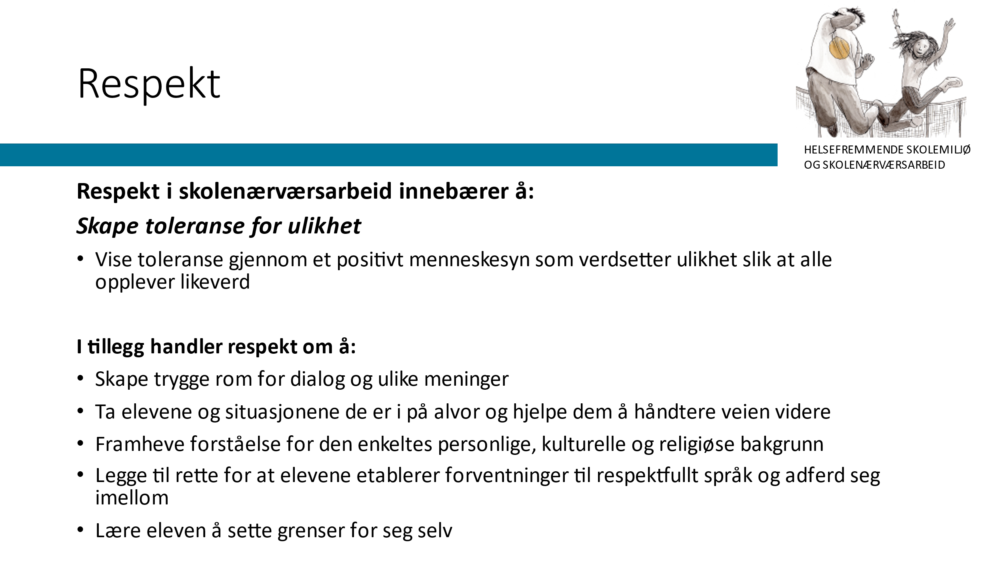 Respekt
HELSEFREMMENDE SKOLEMILJØ
OG SKOLENÆRVÆRSARBEID
Respekt i skolenærværsarbeid innebærer å:
Skape toleranse for ulikhet
• Vise toleranse gjennom et positivt menneskesyn som verdsetter ulikhet slik at alle
opplever likeverd
I tillegg handler respekt om å:
• Skape trygge rom for dialog og ulike meninger
• Ta elevene og situasjonene de er i på alvor og hjelpe dem å håndtere veien videre
• Framheve forståelse for den enkeltes personlige, kulturelle og religiøse bakgrunn
• Legge til rette for at elevene etablerer forventninger til respektfullt språk og adferd seg
imellom
• Lære eleven å sette grenser for seg selv